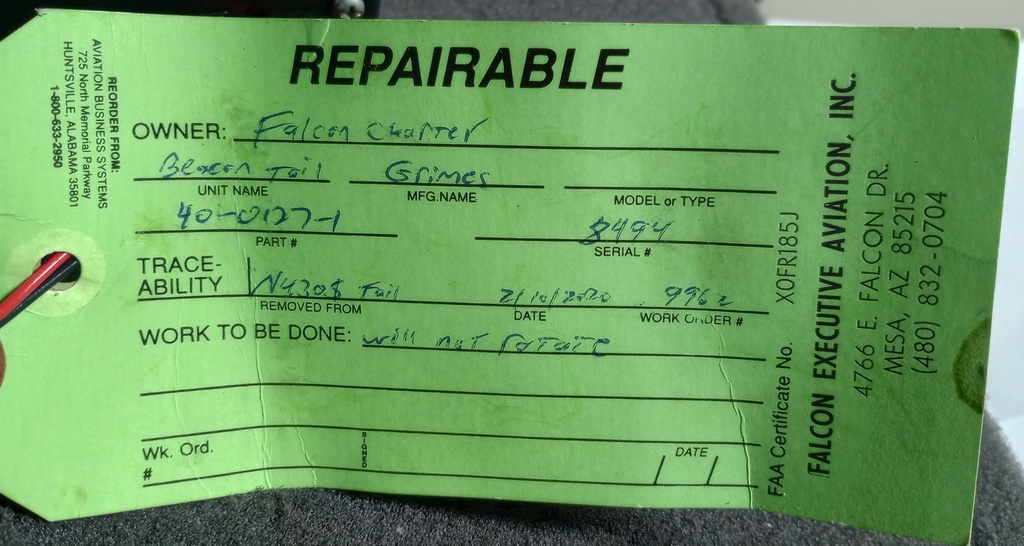 REPAIRABLE
REORDER FROM:
AVIATION BUSINESS SYSTEMS
725 North Memorial Parkway
HUNTSVILLE, ALABAMA 35801
1-800-633-2950
OWNER: Falcon Charter
Beacon Tail Grimes
UNIT NAME MFG.NAME MODEL or TYPE
40-0127-1 8494
PART # SERIAL #
TRACE-
ABILITY Tail 2/10/2020 9962
REMOVED FROM DATE WORK ORDER #
WORK TO BE DONE: will not rotate
Wk. Ord.
#
SIGNED
DATE
FAA Certificate No. X0FR185J
FALCON EXECUTIVE AVIATION, INC.
4766 E. FALCON DR.
MESA, AZ 85215
(480) 832-0704